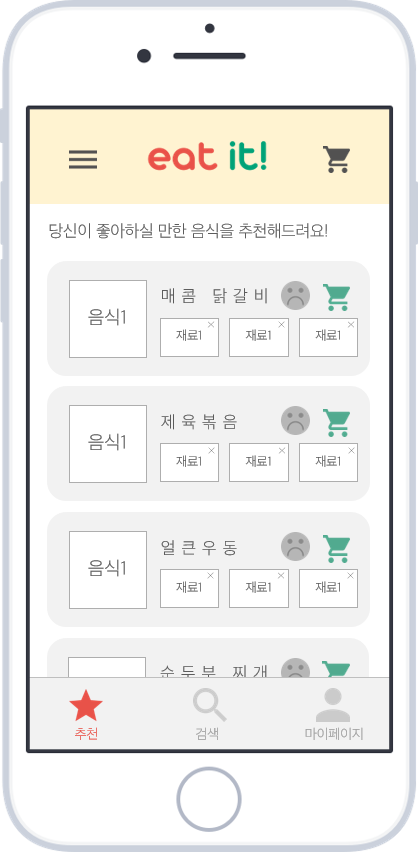 eat it!
당신이 좋아하실 만한 음식을 추천해드려요!
음식1
매콤 닭갈비
재료1 재료1 재료1
음식1
제육볶음
재료1 재료1 재료1
음식1
얼큰우동
재료1 재료1 재료1
순두부 찌개
추천 검색 마이페이지